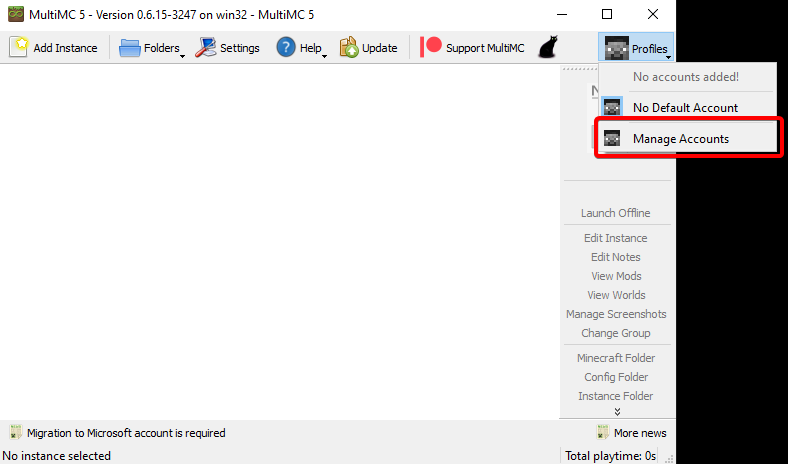 MultiMC 5 - Version 0.6.15-3247 on win32 - MultiMC 5
Add Instance Folders Settings Help Update Support MultiMC Profiles
No accounts added!
No Default Account
Manage Accounts
Launch Offline
Edit Instance
Edit Notes
View Mods
View Worlds
Manage Screenshots
Change Group
Minecraft Folder
Config Folder
Instance Folder
Migration to Microsoft account is required More news
No instance selected Total playtime: 0s